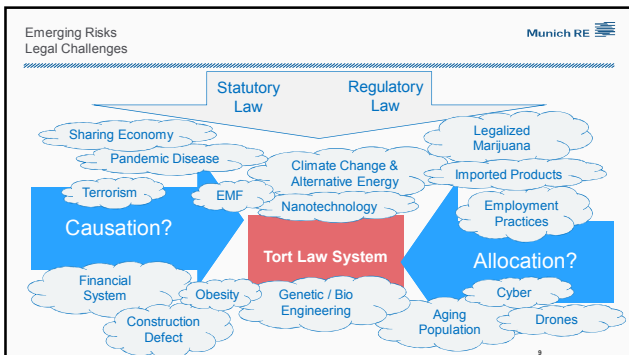 Emerging Risks
Legal Challenges
Munich RE
Statutory
Law
Regulatory
Law
Sharing Economy
Pandemic Disease
Terrorism
EMF
Climate Change &
Alternative Energy
Nanotechnology
Legalized
Marijuana
Imported Products
Employment
Practices
Causation?
Tort Law System
Allocation?
Financial
System
Obesity
Construction
Defect
Genetic / Bio
Engineering
Aging
Population
Cyber
Drones
9